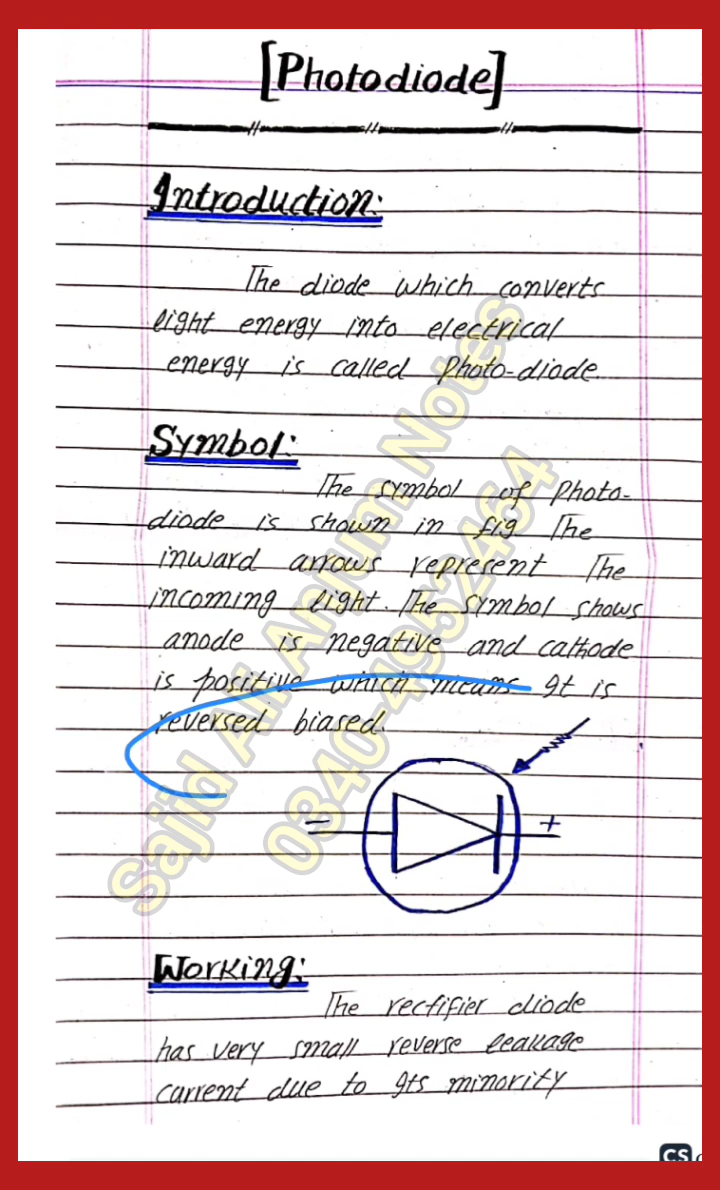 [Photodiode]
Introduction:
The diode which converts
light energy into electrical
energy is called Photo-diode.
Symbol:
The symbol of Photo-
diode is shown in fig The
inward arrows represent The
incoming light. The symbol shows
anode is negative and cathode
is positive which means It is
reversed biased.
- +
Working:
The rectifier diode
has very small reverse leakage
current due to Its minority
Sajid Ali Anjum Notes
0340-4952464
CS